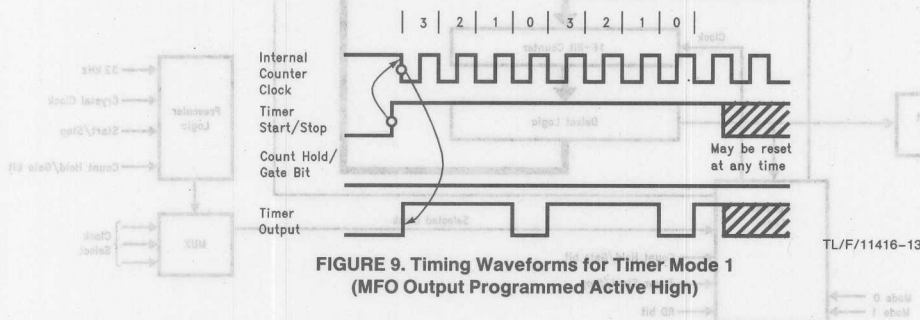 3 2 1 0 3 2 1 0
Internal
Counter
Clock
Timer
Start/Stop
Count Hold/
Gate Bit
May be reset
at any time
Timer
Output
TL/F/11416-13
FIGURE 9. Timing Waveforms for Timer Mode 1
(MFO Output Programmed Active High)